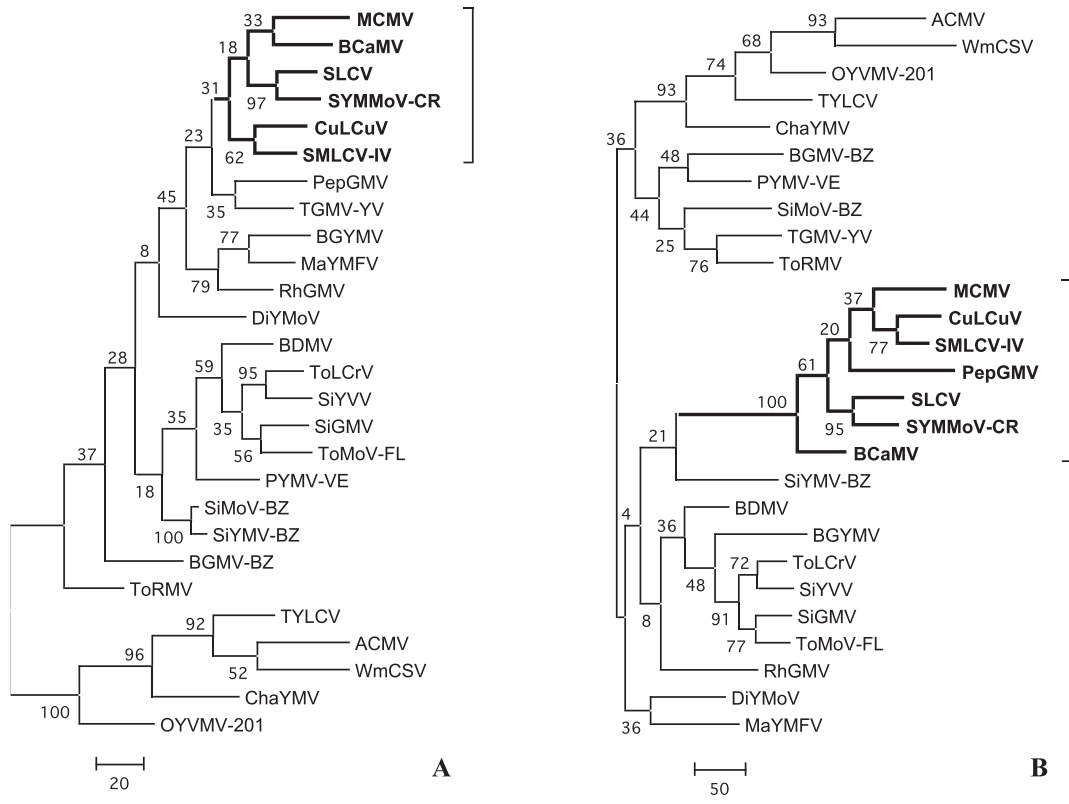 33
MCMV
18
BCaMV
SLCV
31
97
SYMMoV-CR
CuLCuV
23
62
SMLCV-IV
PepGMV
45
35
TGMV-YV
77
BGYMV
8
MaYMFV
79
RhGMV
DiYMoV
28
BDMV
59
95
ToLCrV
SiYVV
35
35
SiGMV
56
ToMoV-FL
37
PYMV-VE
18
SiMoV-BZ
100
SiYMV-BZ
BGMV-BZ
ToRMV
92
TYLCV
ACMV
96
52
WmCSV
ChaYMV
100
OYVMV-201
20
A
93
ACMV
68
WmCSV
74
OYVMV-201
93
TYLCV
ChaYMV
36
48
BGMV-BZ
PYMV-VE
44
SiMoV-BZ
25
TGMV-YV
76
ToRMV
37
MCMV
20
CuLCuV
77
SMLCV-IV
61
PepGMV
100
SLCV
95
SYMMoV-CR
21
BCaMV
SiYMV-BZ
4
36
BDMV
BGYMV
72
ToLCrV
48
SiYVV
91
SiGMV
8
77
ToMoV-FL
RhGMV
DiYMoV
36
MaYMFV
50
B